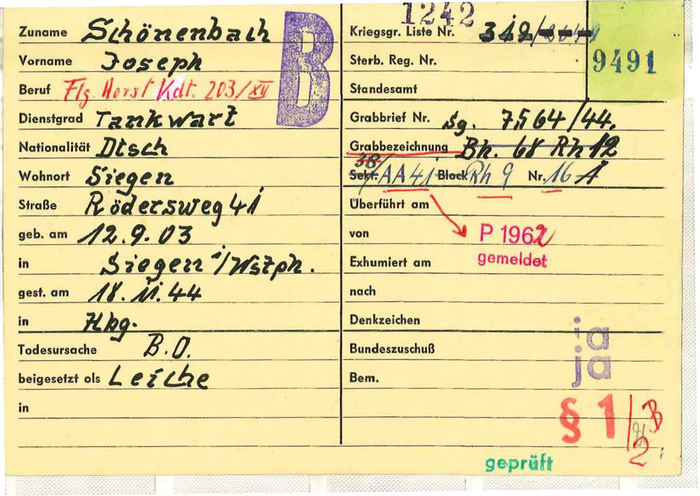 Zuname Schönenbach
Vorname Joseph
Beruf Flg. Horst Kdt. 203/XII
Dienstgrad Tankwart
Nationalität Dtsch
Wohnort Siegen
Straße Rödersweg 41
geb. am 12.9.03
in Siegen i/Wstph.
gest. am 18.11.44
in Hbg.
Todesursache B.O.
beigesetzt als Leiche
in
B
1242
Kriegsgr. Liste Nr. 349/
9491
Sterb. Reg. Nr.
Standesamt
Grabbrief Nr. Sg. 7564/44.
Grabbezeichnung Bh. 68 Rh 12
38/
Sekt. AA 41 Block Rh 9 Nr. 16 A
Überführt am
von P 1962
gemeldet
Exhumiert am
nach
Denkzeichen ja
Bundeszuschuß ja
Bem.
§ 1/B
2
geprüft